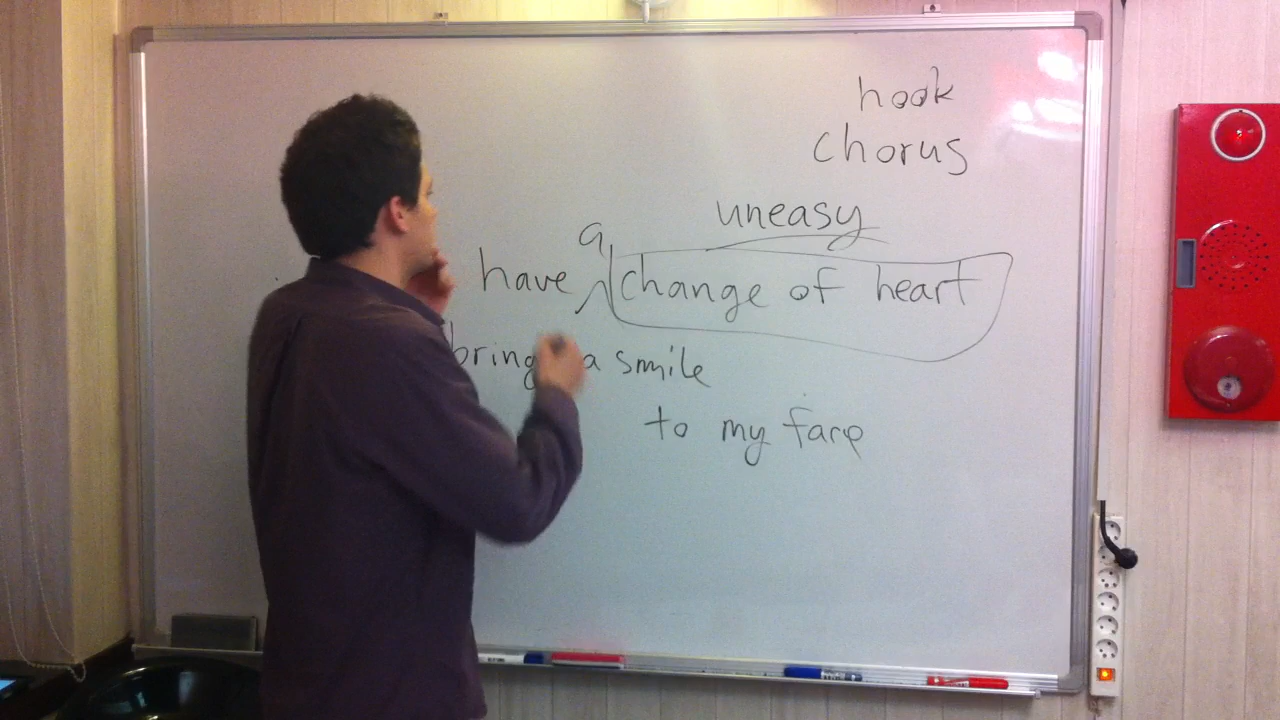 hook
chorus
uneasy
have a change of heart
bring a smile
to my face